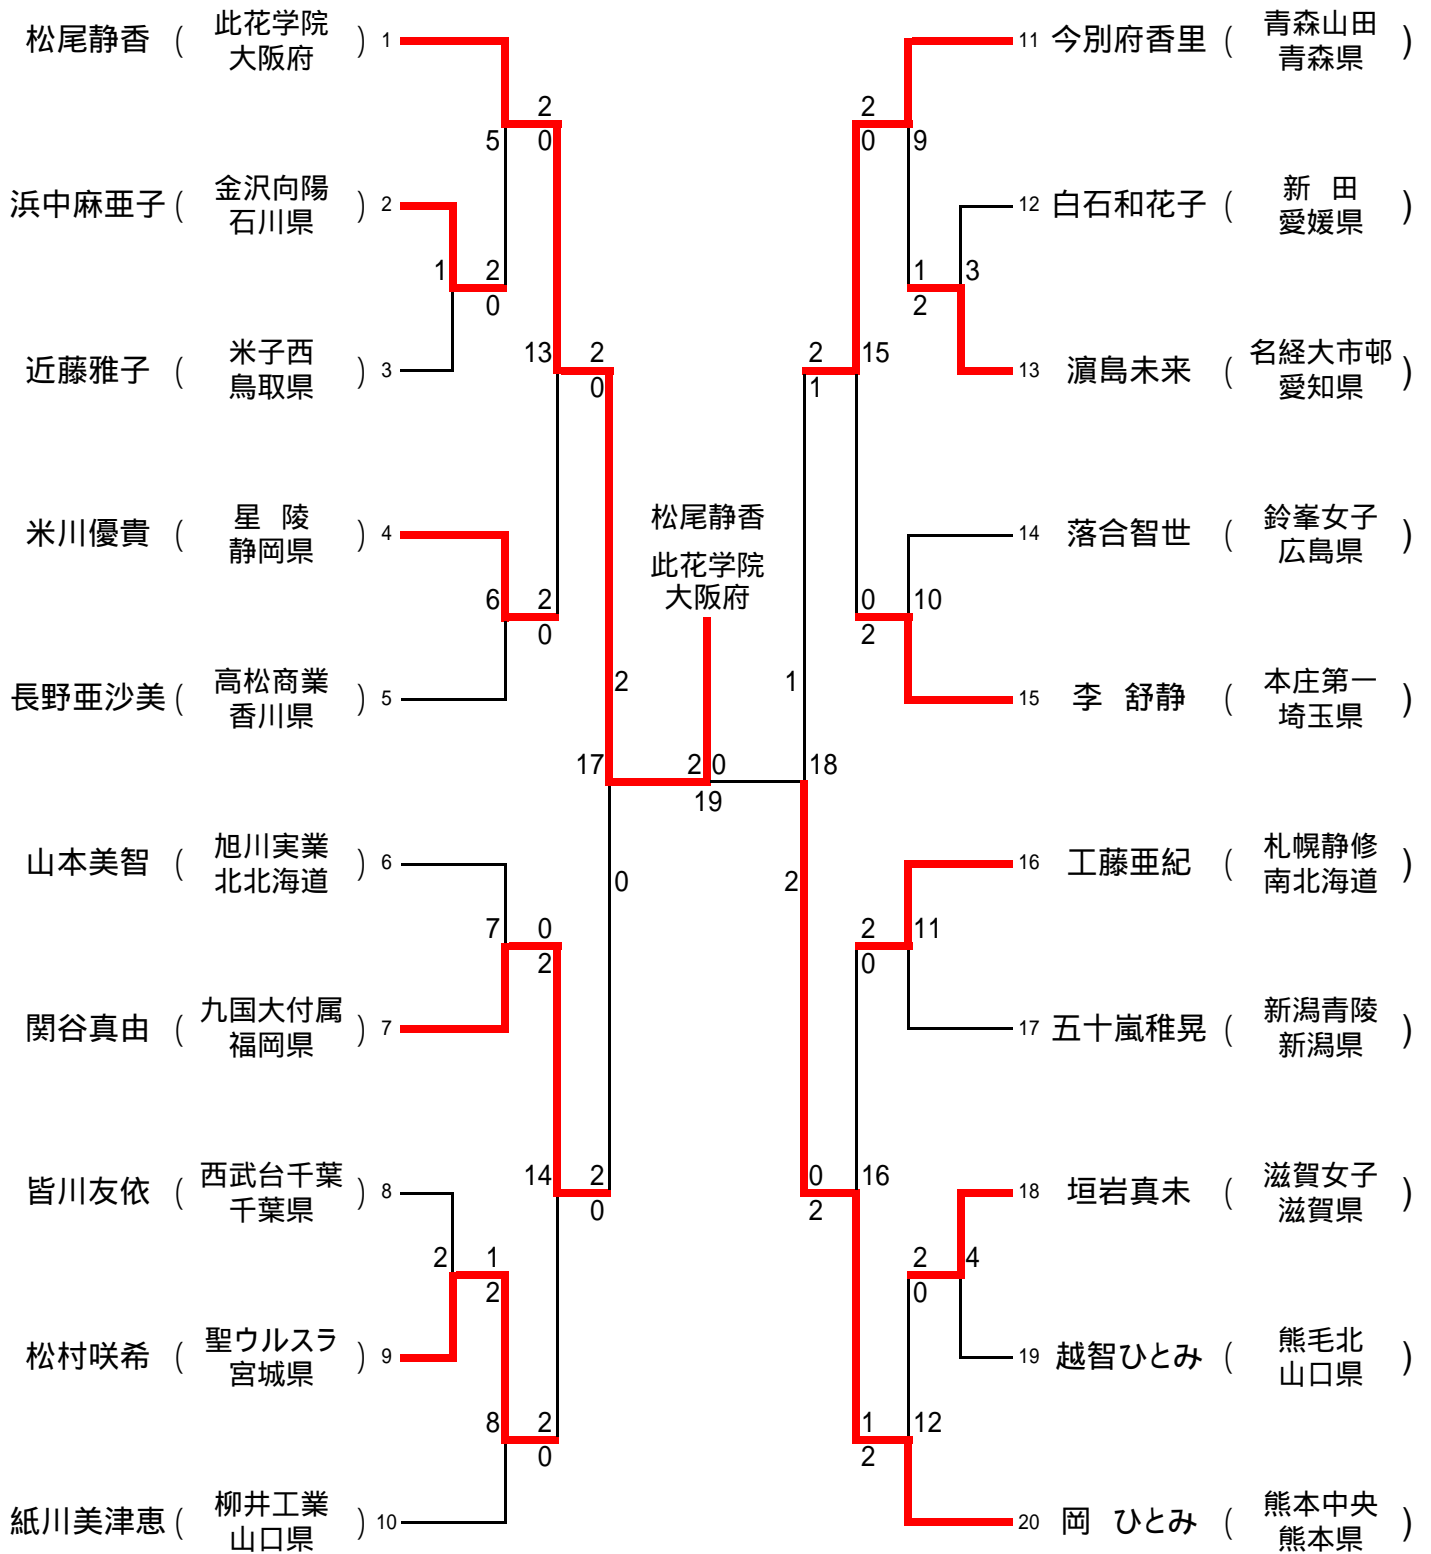 松尾静香 ( 此花学院 大阪府 ) 1
2
5 0
浜中麻亜子 ( 金沢向陽 石川県 ) 2
1 2
0
近藤雅子 ( 米子西 鳥取県 ) 3
13 2
0
米川優貴 ( 星 陵 静岡県 ) 4
6 2
0
長野亜沙美 ( 高松商業 香川県 ) 5
2
17
山本美智 ( 旭川実業 北北海道 ) 6
0
7 0
2
関谷真由 ( 九国大付属 福岡県 ) 7
14 2
0
皆川友依 ( 西武台千葉 千葉県 ) 8
2 1
2
松村咲希 ( 聖ウルスラ 宮城県 ) 9
8 2
0
紙川美津恵 ( 柳井工業 山口県 ) 10
松尾静香
此花学院
大阪府
2 0
19
11 今別府香里 ( 青森山田 青森県 )
2
0 9
12 白石和花子 ( 新 田 愛媛県 )
1 3
2
13 濵島未来 ( 名経大市邨 愛知県 )
2 15
1
14 落合智世 ( 鈴峯女子 広島県 )
0 10
2
15 李 舒静 ( 本庄第一 埼玉県 )
1
18
16 工藤亜紀 ( 札幌静修 南北海道 )
2
2 11
0
17 五十嵐稚晃 ( 新潟青陵 新潟県 )
0 16
2
18 垣岩真未 ( 滋賀女子 滋賀県 )
2 4
0
19 越智ひとみ ( 熊毛北 山口県 )
1 12
2
20 岡 ひとみ ( 熊本中央 熊本県 )